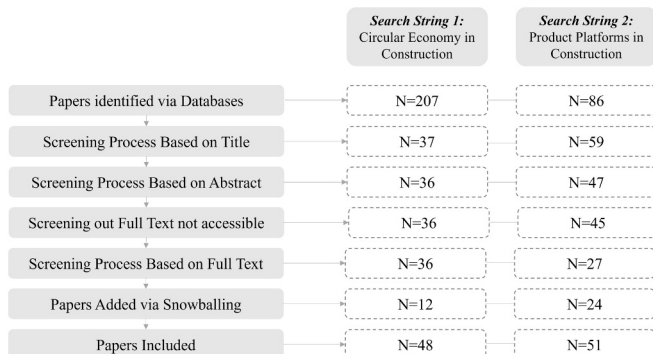 Search String 1:
Circular Economy in
Construction
Search String 2:
Product Platforms in
Construction
Papers identified via Databases
N=207
N=86
Screening Process Based on Title
N=37
N=59
Screening Process Based on Abstract
N=36
N=47
Screening out Full Text not accessible
N=36
N=45
Screening Process Based on Full Text
N=36
N=27
Papers Added via Snowballing
N=12
N=24
Papers Included
N=48
N=51